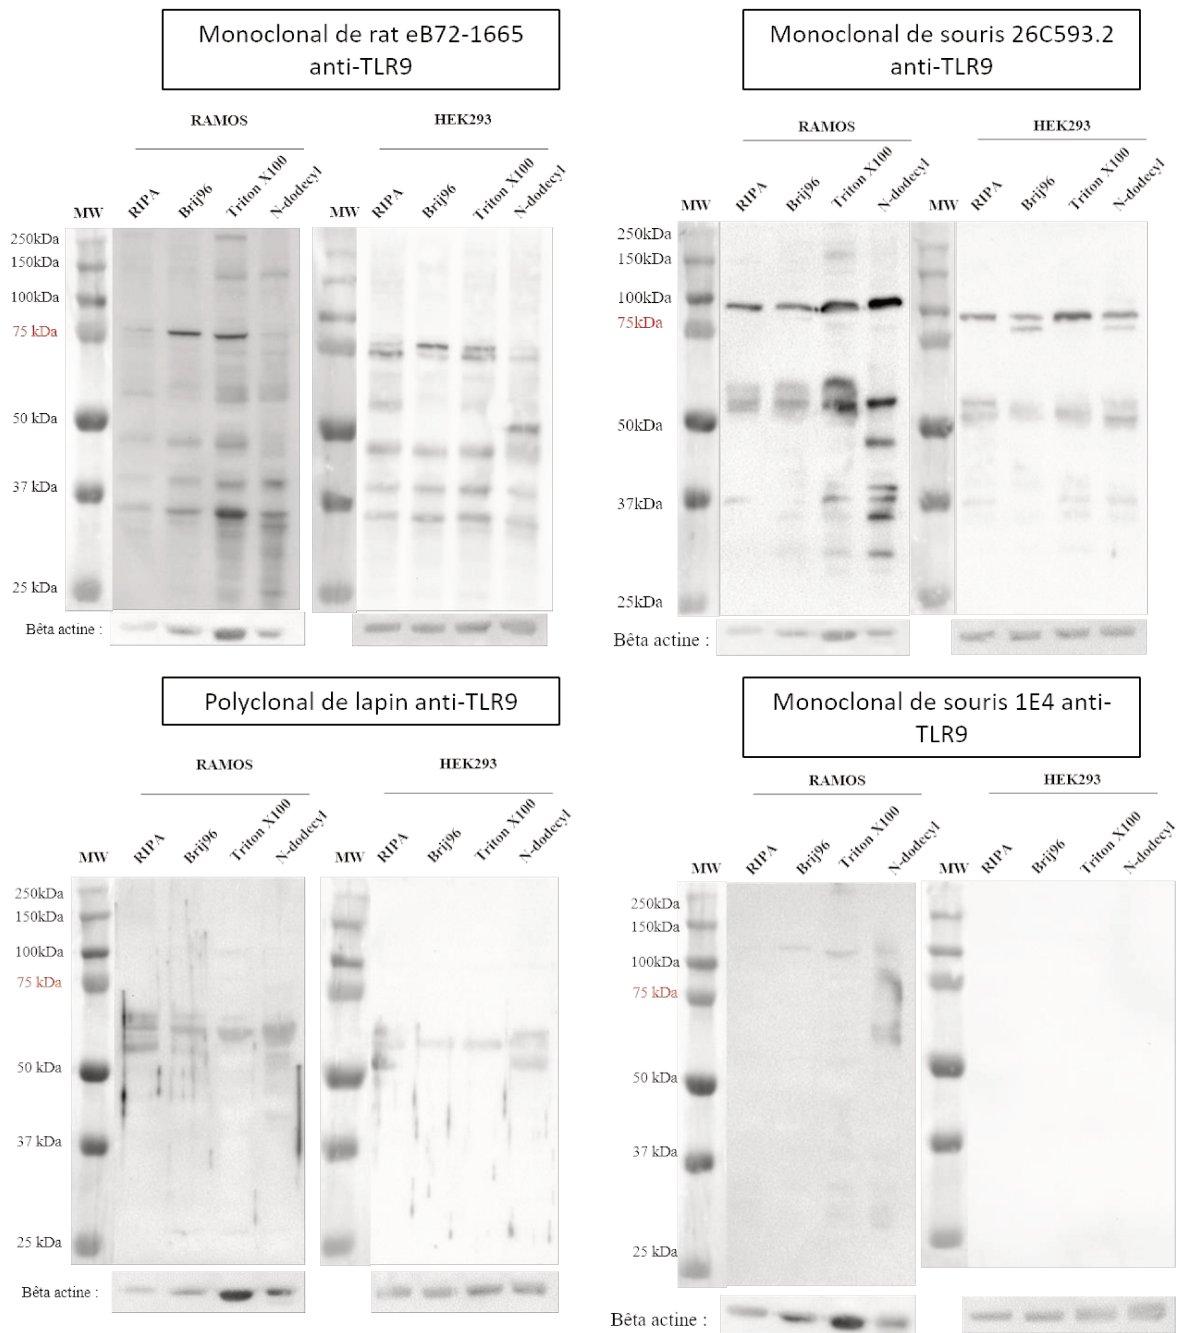 Monoclonal de rat eB72-1665
anti-TLR9
RAMOS
HEK293
MW
RIPA
Brij96
Triton X100
N-dodecyl
MW
RIPA
Brij96
Triton X100
N-dodecyl
250kDa
150kDa
100kDa
75 kDa
50 kDa
37 kDa
25 kDa
Bêta actine :
Monoclonal de souris 26C593.2
anti-TLR9
RAMOS
HEK293
MW
RIPA
Brij96
Triton X100
N-dodecyl
MW
RIPA
Brij96
Triton X100
N-dodecyl
250kDa
150kDa
100kDa
75kDa
50kDa
37kDa
25kDa
Bêta actine :
Polyclonal de lapin anti-TLR9
RAMOS
HEK293
MW
RIPA
Brij96
Triton X100
N-dodecyl
MW
RIPA
Brij96
Triton X100
N-dodecyl
250kDa
150kDa
100kDa
75 kDa
50 kDa
37 kDa
25 kDa
Bêta actine :
Monoclonal de souris 1E4 anti-
TLR9
RAMOS
HEK293
MW
RIPA
Brij96
Triton X100
N-dodecyl
MW
RIPA
Brij96
Triton X100
N-dodecyl
250kDa
150kDa
100kDa
75 kDa
50 kDa
37 kDa
25 kDa
Bêta actine :